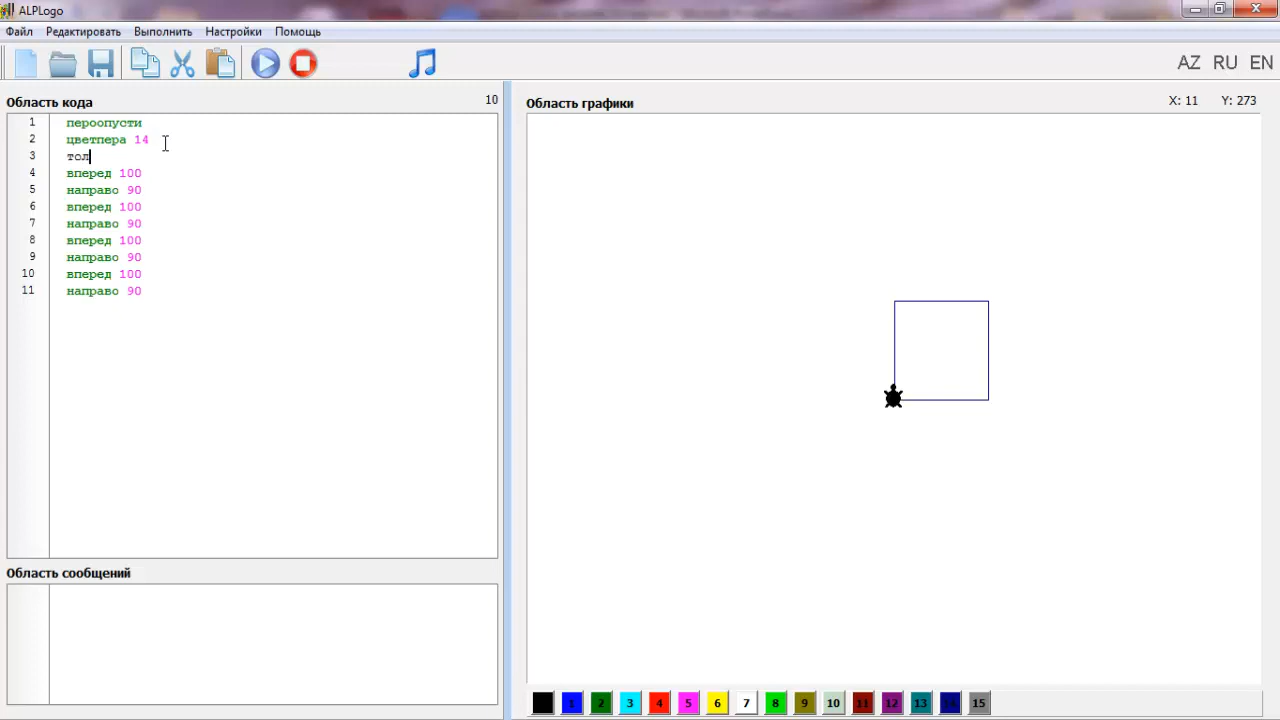 ALPLogo
Файл Редактировать Выполнить Настройки Помощь
AZ RU EN
Область кода 10
1 пероопусти
2 цветпера 14
3 тол
4 вперед 100
5 направо 90
6 вперед 100
7 направо 90
8 вперед 100
9 направо 90
10 вперед 100
11 направо 90
Область сообщений
Область графики X: 11 Y: 273
1 2 3 4 5 6 7 8 9 10 11 12 13 15